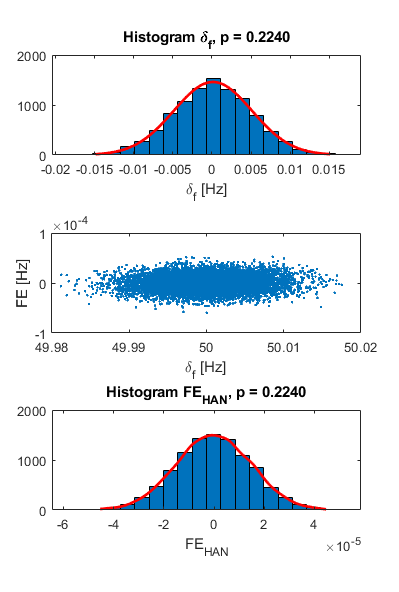 Histogram δf, p = 0.2240
2000
1000
0
-0.02 -0.015 -0.01 -0.005 0 0.005 0.01 0.015
δf [Hz]
×10-4
1
0
-1
FE [Hz]
49.98 49.99 50 50.01 50.02
δf [Hz]
Histogram FEHAN, p = 0.2240
2000
1000
0
-6 -4 -2 0 2 4
×10-5
FEHAN